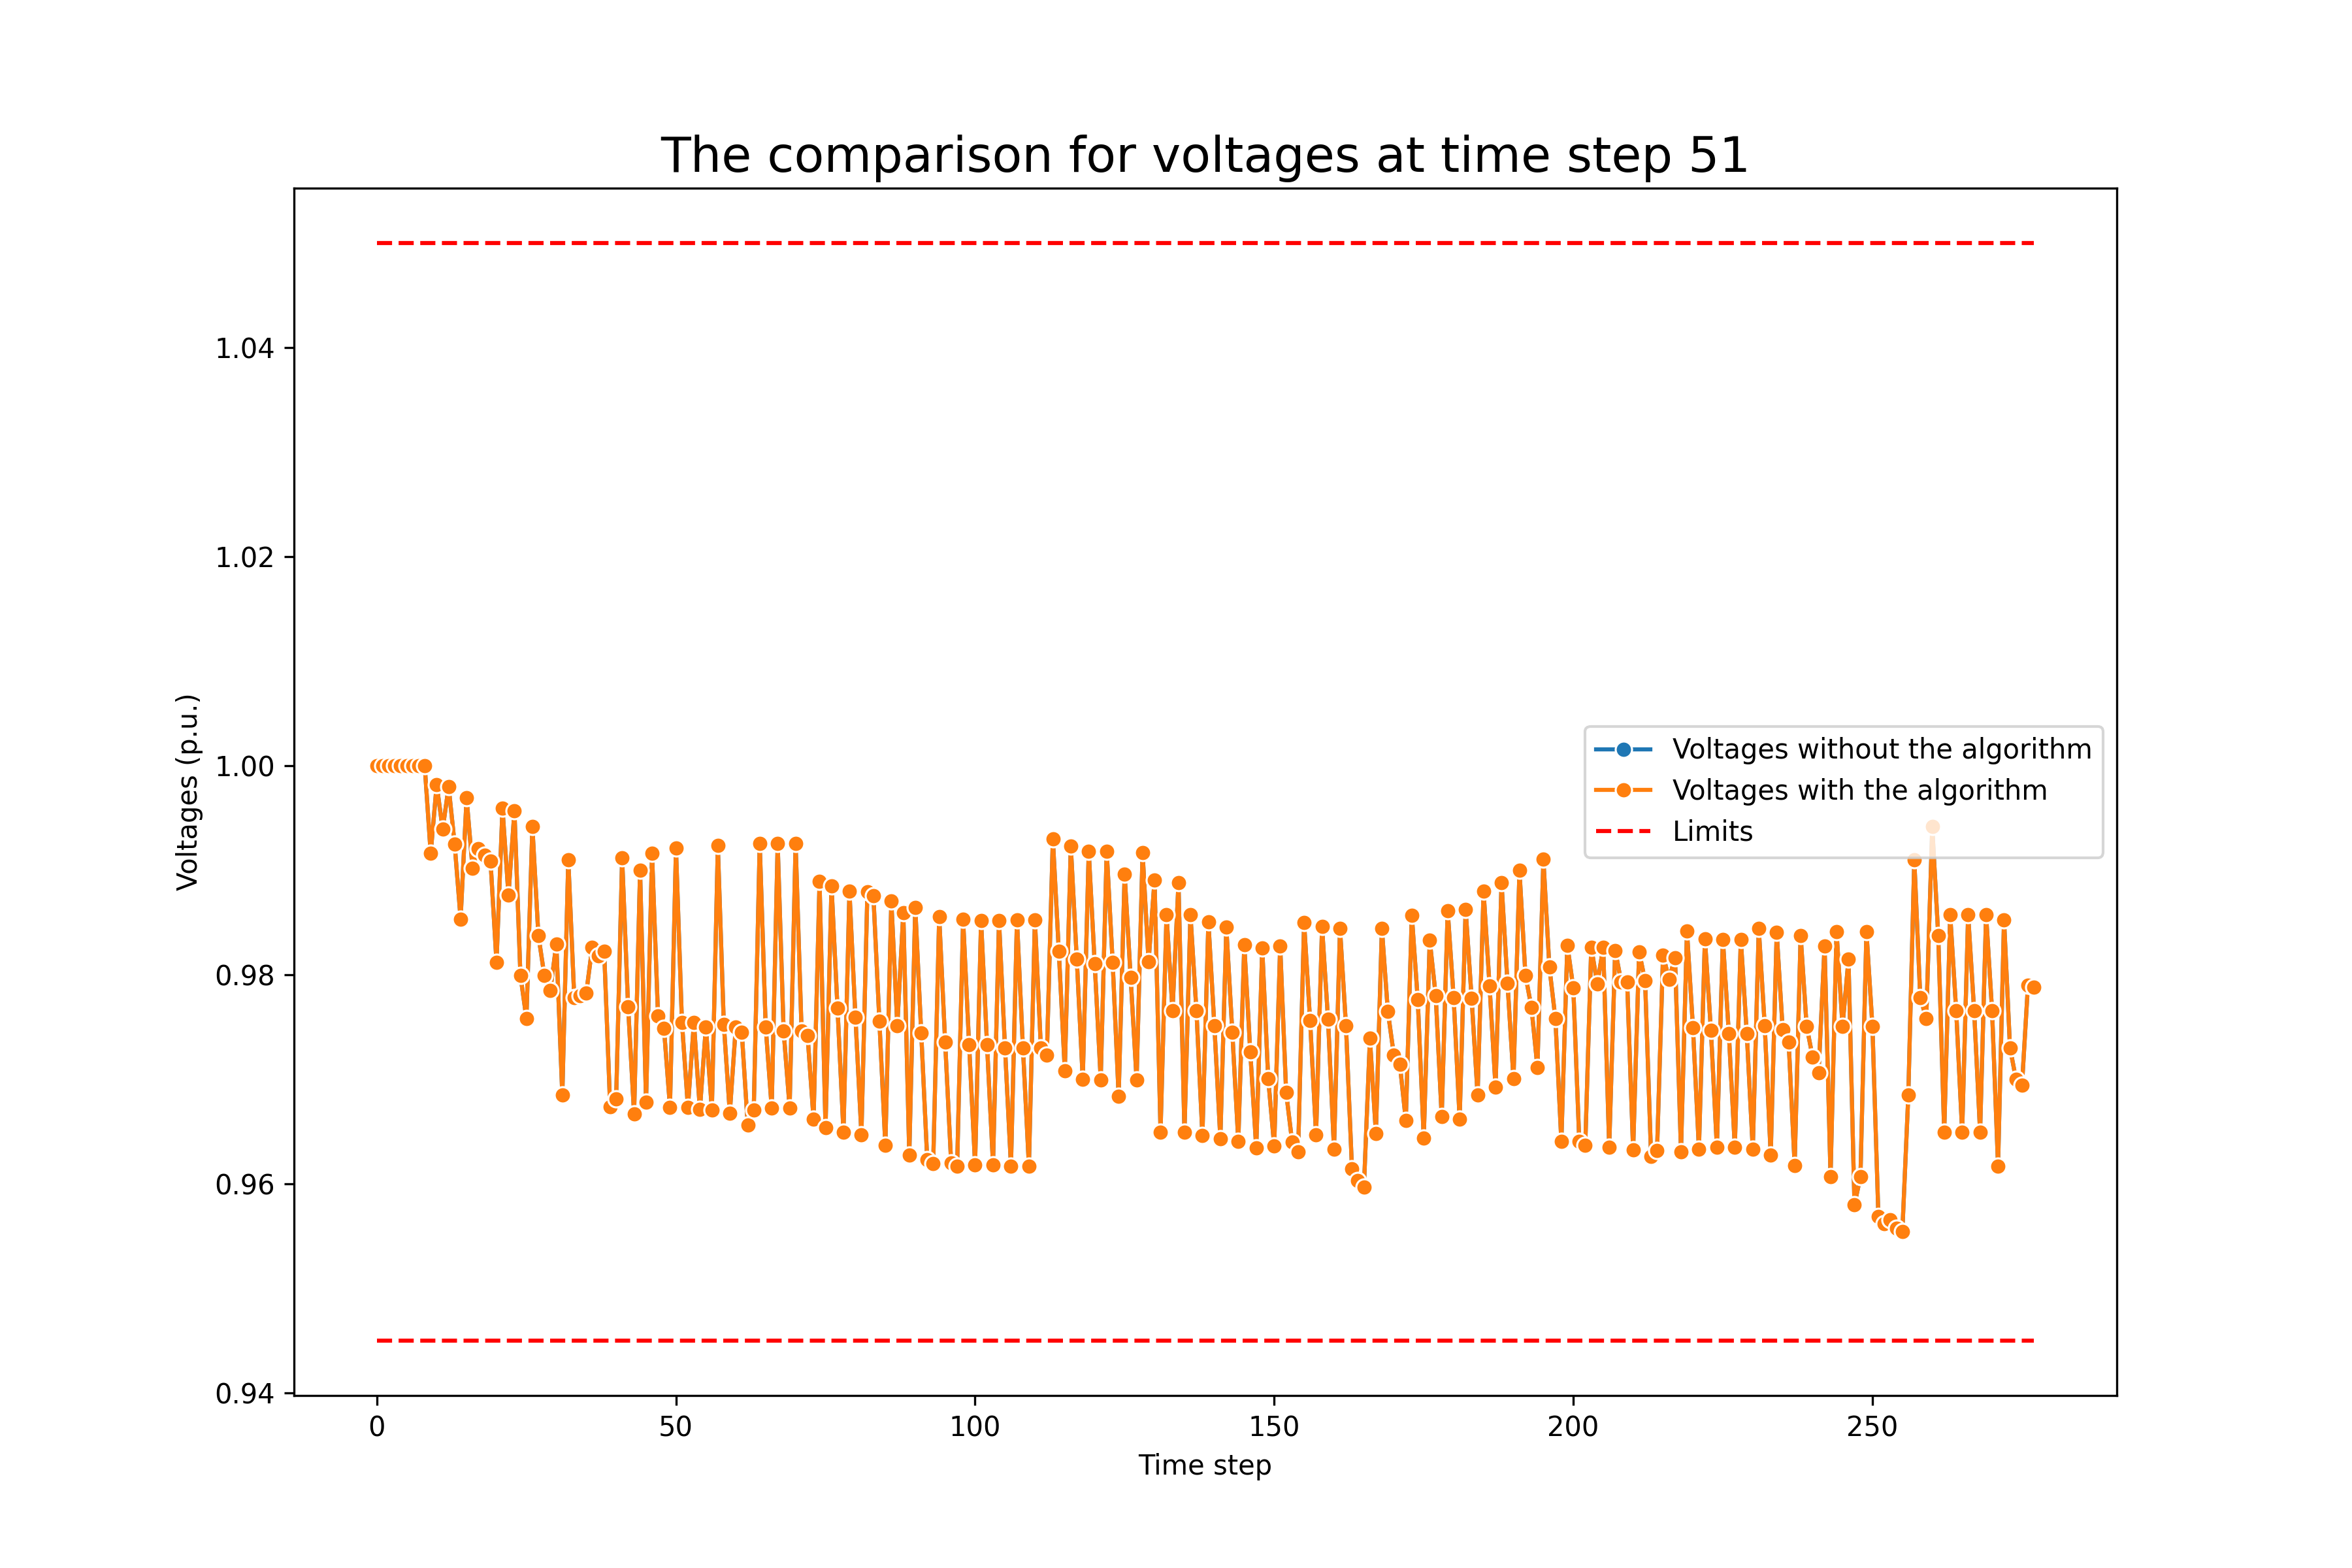 The comparison for voltages at time step 51
1.04
1.02
1.00
0.98
0.96
0.94
Voltages (p.u.)
Voltages without the algorithm
Voltages with the algorithm
Limits
0 50 100 150 200 250
Time step